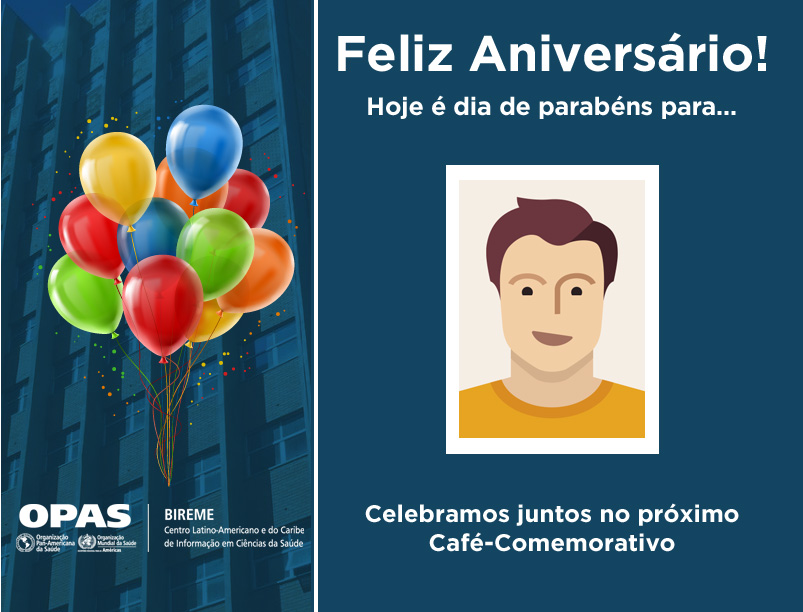 Feliz Aniversário!
Hoje é dia de parabéns para...
Celebramos juntos no próximo
Café-Comemorativo
OPAS
Organização
Pan-Americana
da Saúde
Organização
Mundial da Saúde
Américas
BIREME
Centro Latino-Americano e do Caribe
de Informação em Ciências da Saúde